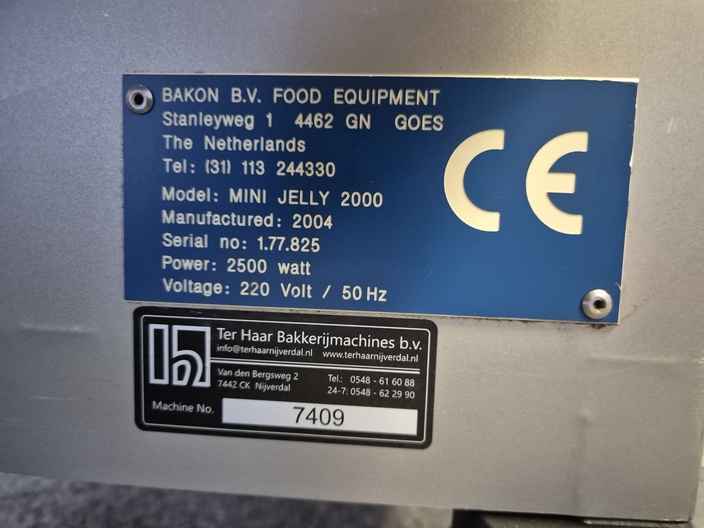 BAKON B.V. FOOD EQUIPMENT
Stanleyweg 1 4462 GN GOES
The Netherlands
Tel: (31) 113 244330
Model: MINI JELLY 2000
Manufactured: 2004
Serial no: 1.77.825
Power: 2500 watt
Voltage: 220 Volt / 50 Hz
CE
Ter Haar Bakkerijmachines b.v.
info@terhaarnijverdal.nl www.terhaarnijverdal.nl
Van den Bergsweg 2 Tel.: 0548 - 61 60 88
7442 CK Nijverdal 24-7: 0548 - 62 29 90
Machine No. 7409